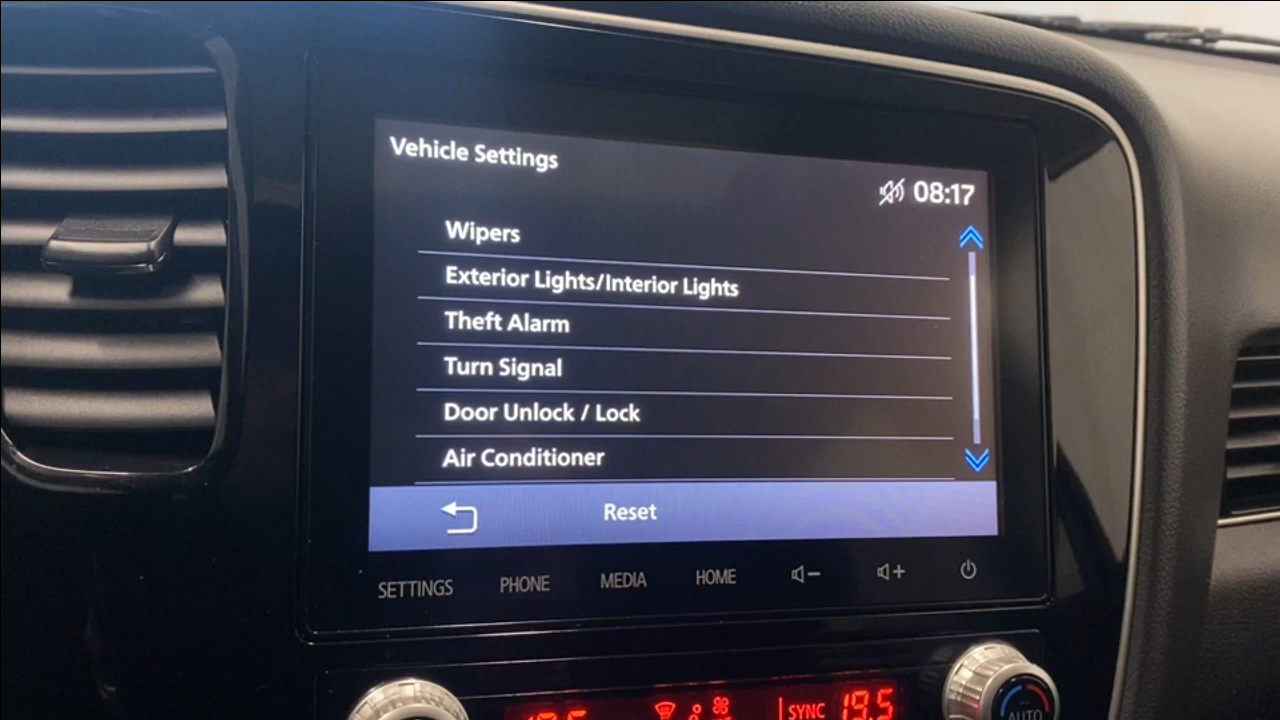 Vehicle Settings
08:17
Wipers
Exterior Lights/Interior Lights
Theft Alarm
Turn Signal
Door Unlock / Lock
Air Conditioner
Reset
SETTINGS PHONE MEDIA HOME
SYNC 19.5
AUTO